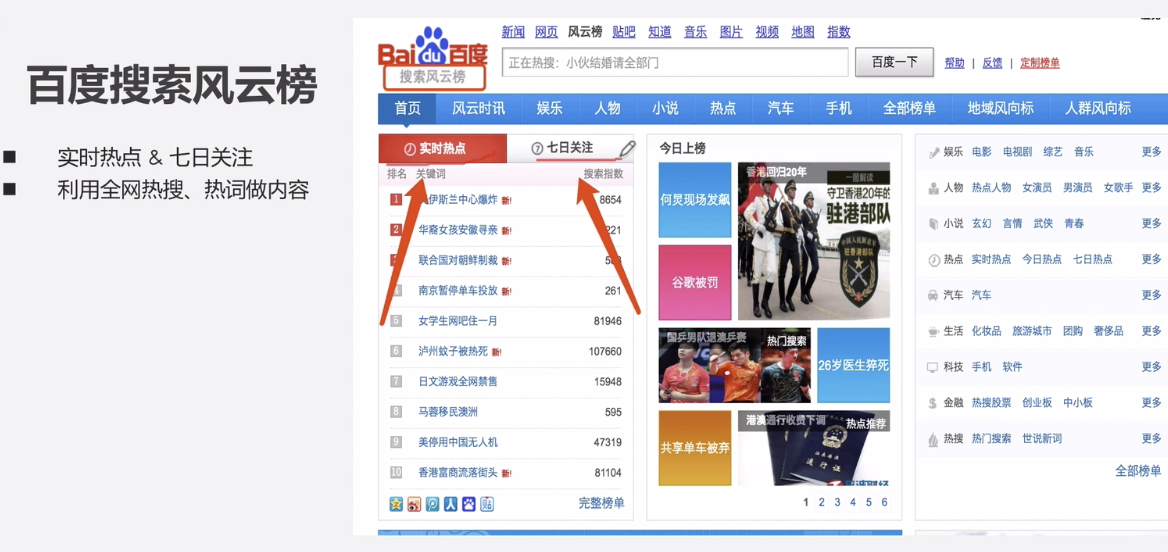 百度搜索风云榜
实时热点 & 七日关注
利用全网热搜、热词做内容
新闻 网页 风云榜 贴吧 知道 音乐 图片 视频 地图 指数
Bai du 百度
搜索风云榜
正在热搜：小伙结婚请全部门
百度一下
帮助 | 反馈 | 定制榜单
首页 风云时讯 娱乐 人物 小说 热点 汽车 手机 全部榜单 地域风向标 人群风向标
实时热点 七日关注
排名 关键词 搜索指数
1 伊斯兰中心爆炸 新! 8654
2 华裔女孩安徽寻亲 新! 221
联合国对朝鲜制裁 新!
4 南京暂停单车投放 新! 261
5 女学生网吧住一月 81946
6 泸州蚊子被热死 新! 107660
7 日文游戏全网禁售 15948
8 马蓉移民澳洲 595
9 美停用中国无人机 47319
10 香港富商流落街头 新! 81104
完整榜单
今日上榜
何炅现场发飙
香港回归20年
一图解读
守卫香港20年的
驻港部队
谷歌被罚
国乒男队退澳乒赛
热门搜索
26岁医生猝死
共享单车被弃
港澳通行收费下调
热点推荐
通行证
1 2 3 4 5 6
娱乐 电影 电视剧 综艺 音乐 更多
人物 热点人物 女演员 男演员 女歌手 更多
小说 玄幻 言情 武侠 青春 更多
热点 实时热点 今日热点 七日热点 更多
汽车 汽车 更多
生活 化妆品 旅游城市 团购 奢侈品 更多
科技 手机 软件 更多
金融 热搜股票 创业板 中小板 更多
热搜 热门搜索 世说新词 更多
全部榜单